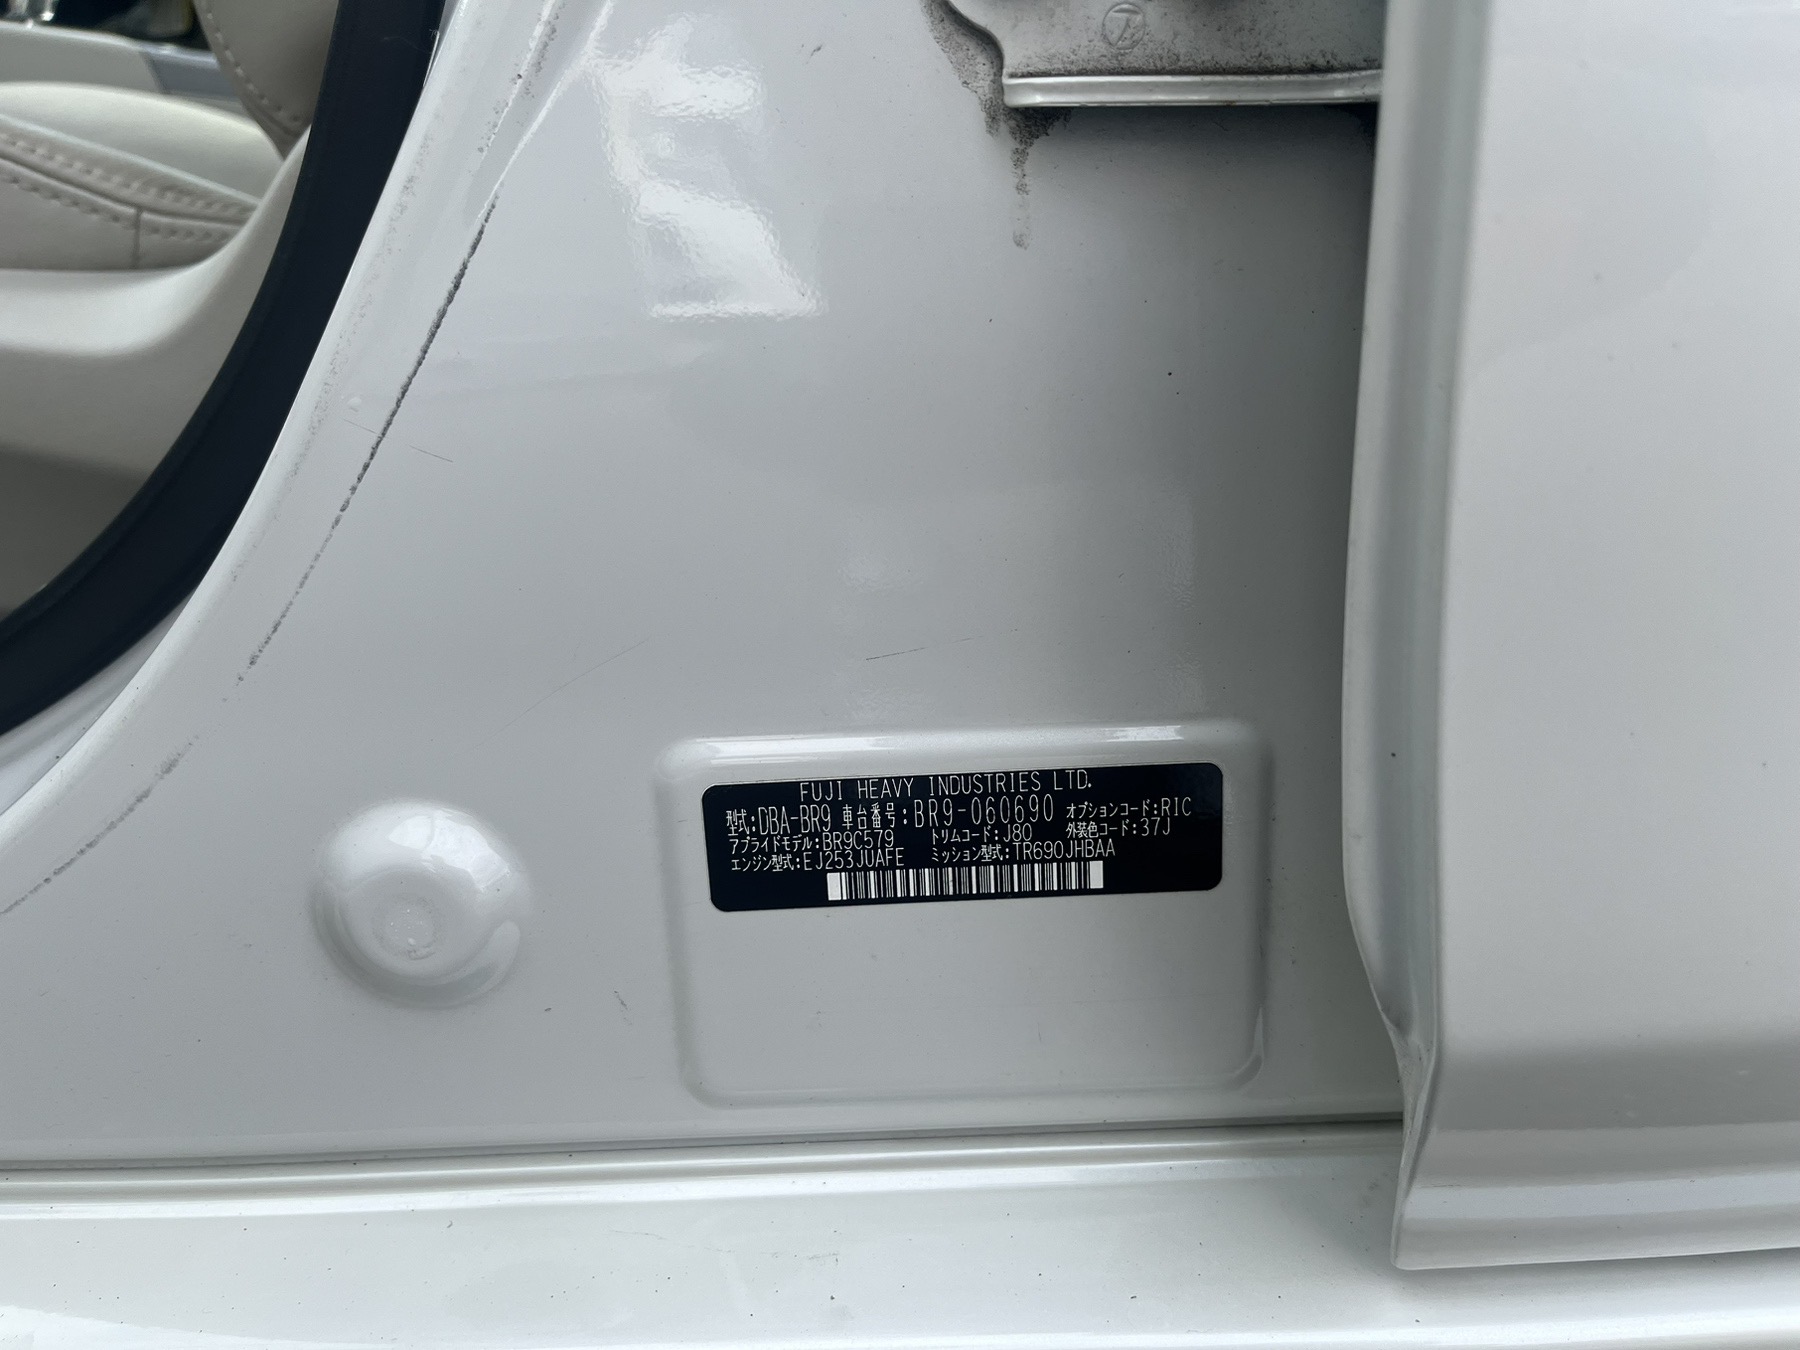 FUJI HEAVY INDUSTRIES LTD.
型式:DBA-BR9 車台番号:BR9-060690 オプションコード:RIC
アプライドモデル:BR9C579 トリムコード:J80 外装色コード:37J
エンジン型式:EJ253JUAFE ミッション型式:TR690JHBAA